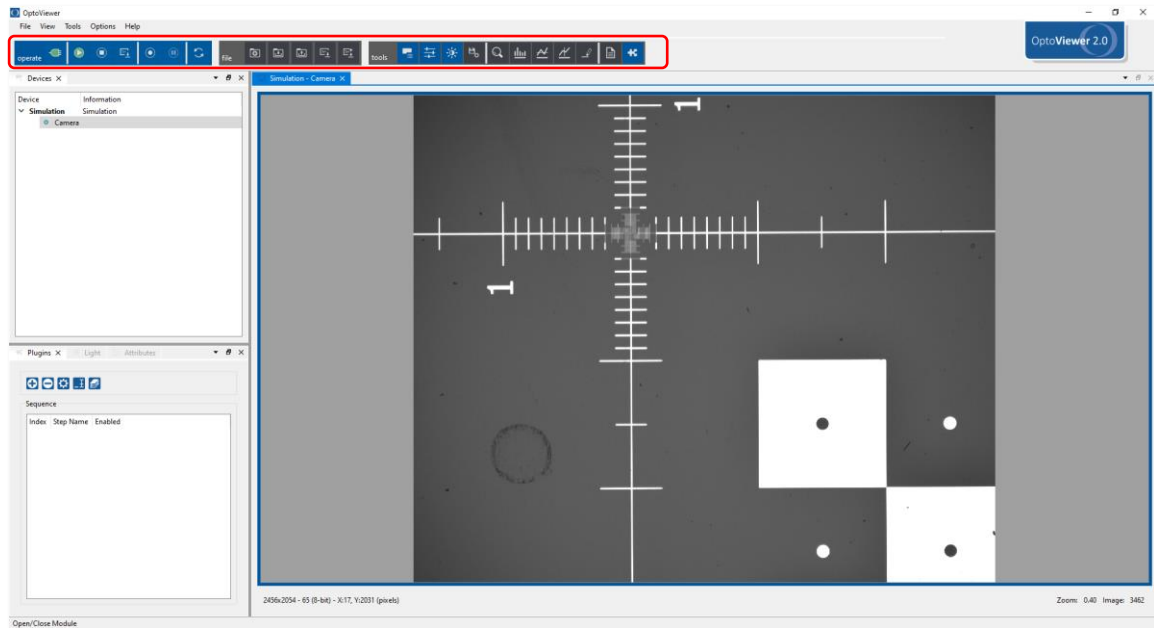 OptoViewer
File View Tools Options Help
operate
file
tools
OptoViewer 2.0
Devices
Simulation - Camera
Device Information
Simulation Simulation
Camera
1
1
Plugins Light Attributes
Sequence
Index Step Name Enabled
2456x2054 - 65 (8-bit) - X:17, Y:2031 (pixels)
Zoom: 0.40 Image: 3462
Open/Close Module